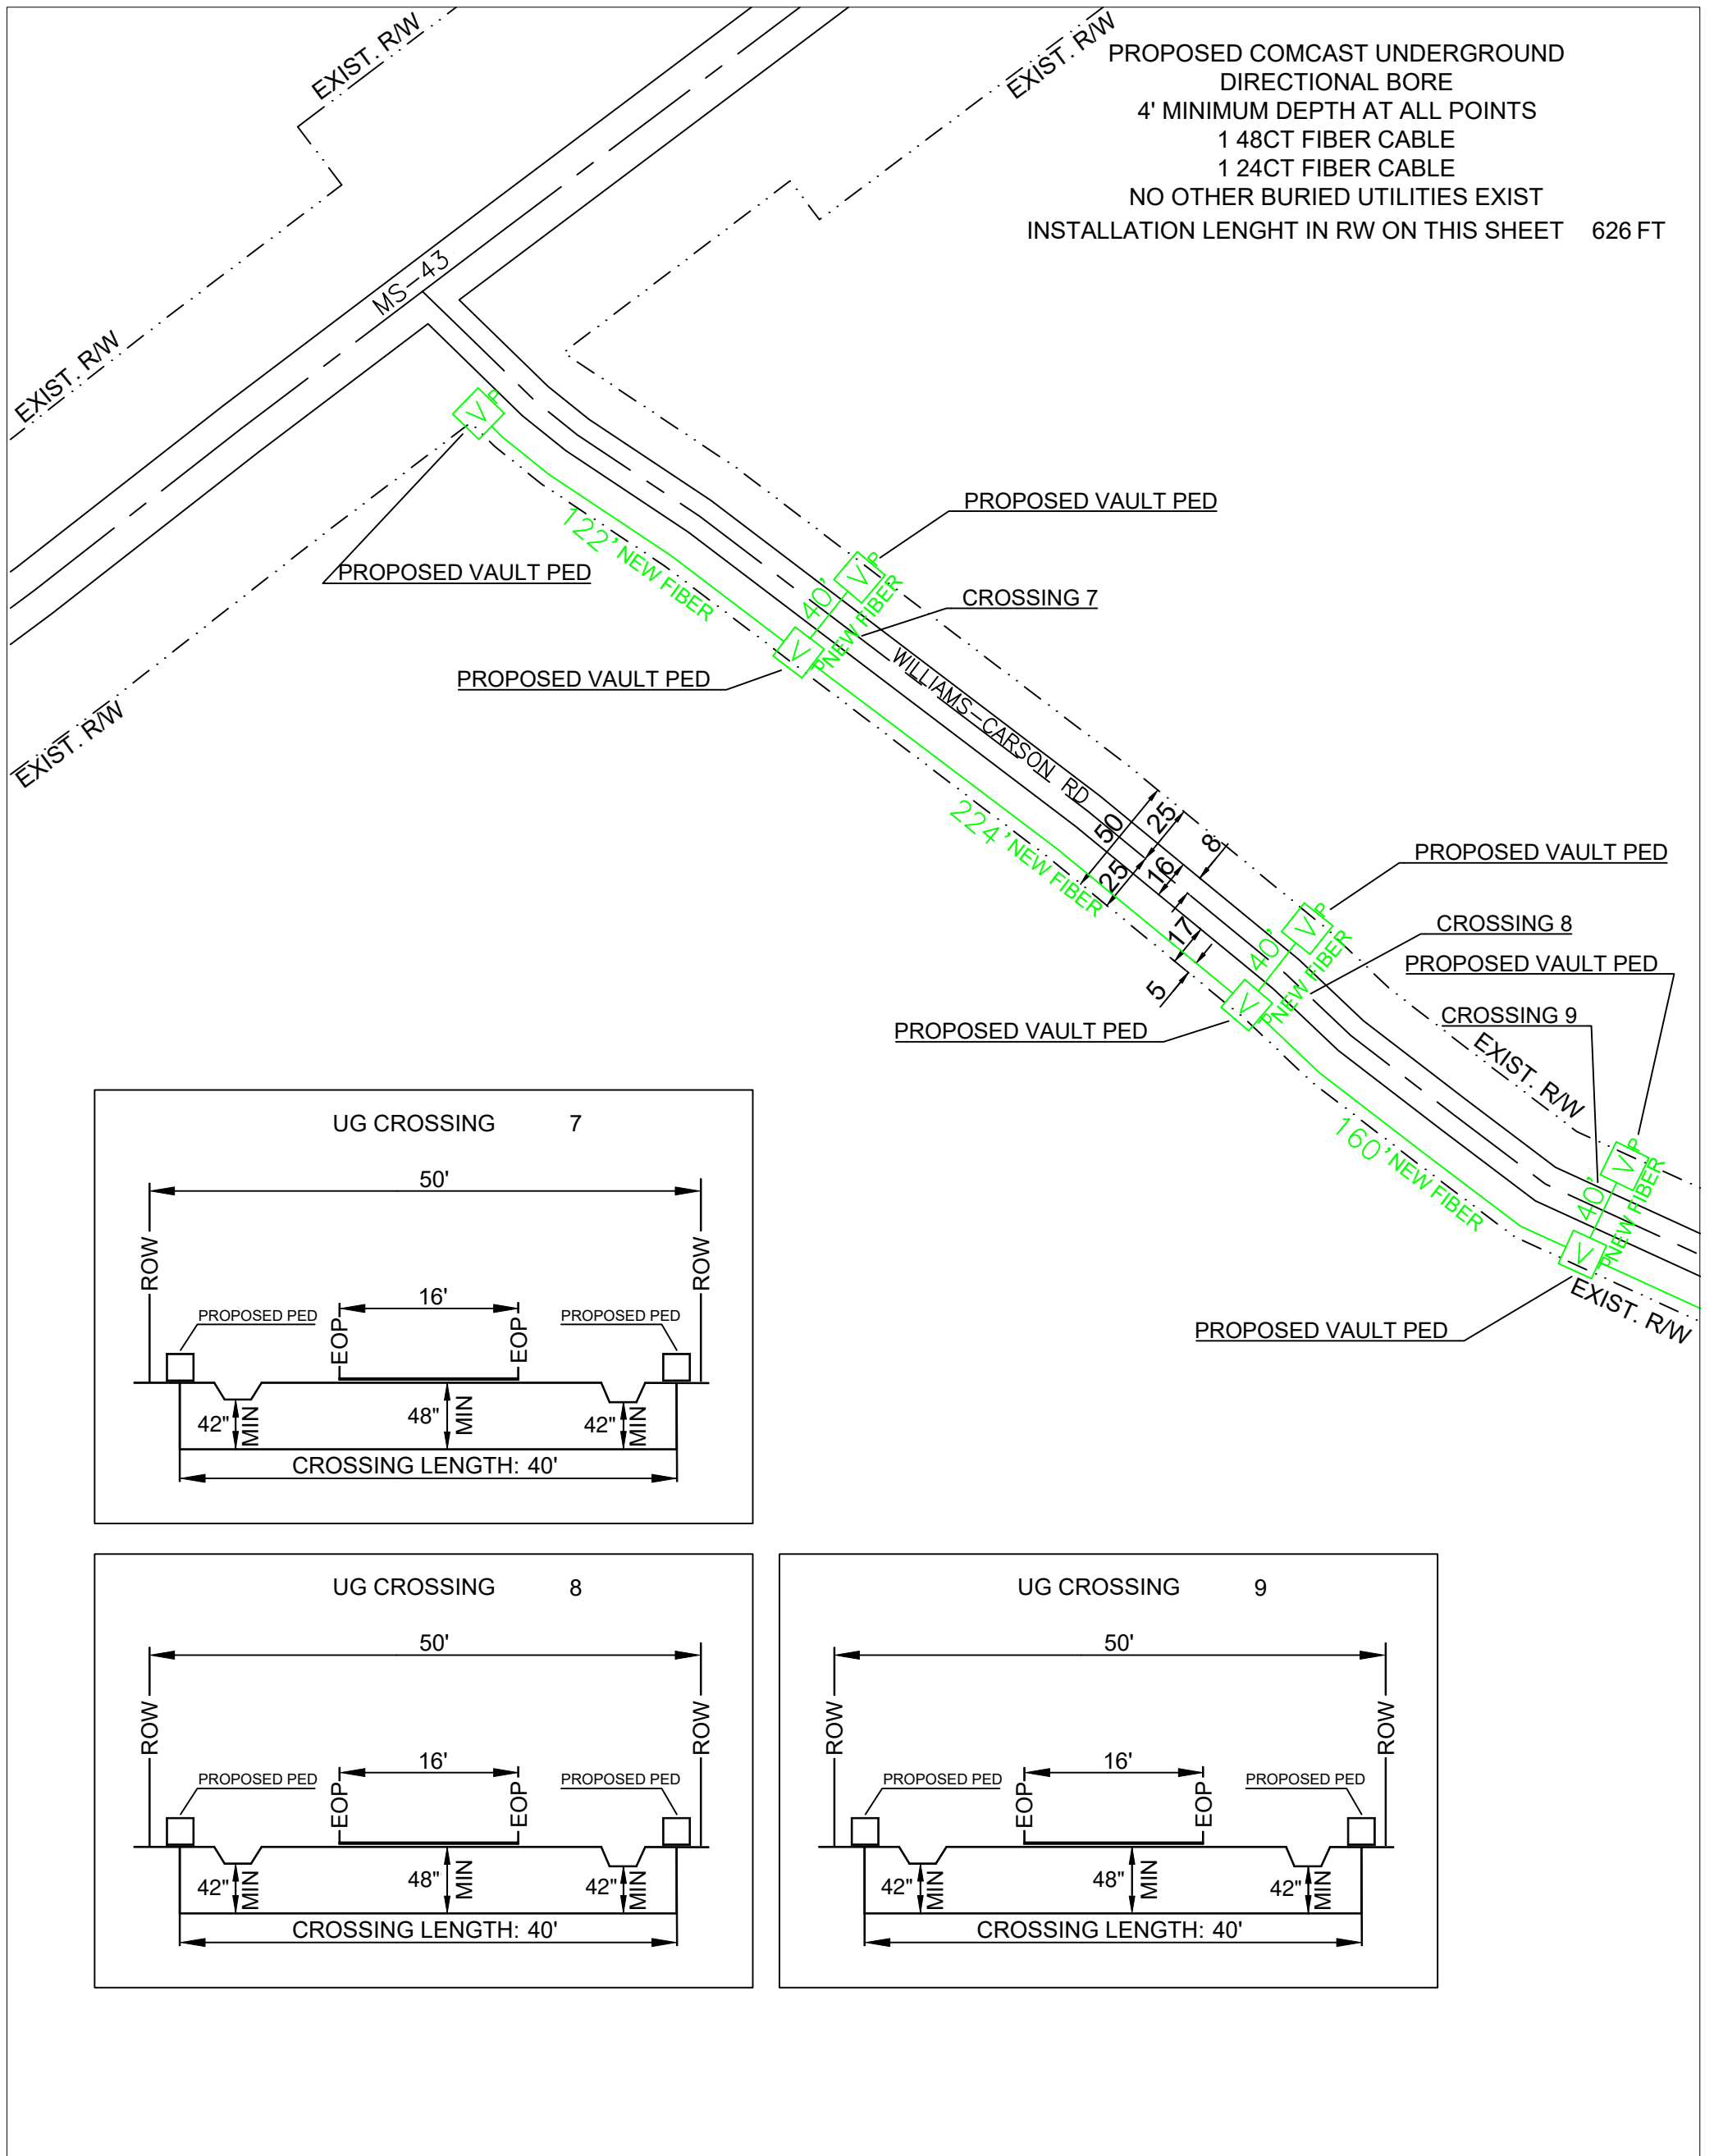 PROPOSED COMCAST UNDERGROUND
DIRECTIONAL BORE
4' MINIMUM DEPTH AT ALL POINTS
1 48CT FIBER CABLE
1 24CT FIBER CABLE
NO OTHER BURIED UTILITIES EXIST
INSTALLATION LENGHT IN RW ON THIS SHEET 626 FT
EXIST. R/W
EXIST. R/W
EXIST. R/W
EXIST. R/W
MS-43
V P
PROPOSED VAULT PED
122' NEW FIBER
PROPOSED VAULT PED
V P
40'
NEW FIBER
CROSSING 7
V P
PROPOSED VAULT PED
WILLIAMS-CARSON RD
224' NEW FIBER
50
25
25
16
8
17
5
PROPOSED VAULT PED
V P
40'
NEW FIBER
CROSSING 8
V P
PROPOSED VAULT PED
PROPOSED VAULT PED
CROSSING 9
EXIST. R/W
160' NEW FIBER
V P
40'
NEW FIBER
V P
EXIST. R/W
PROPOSED VAULT PED
UG CROSSING 7
50'
ROW
ROW
16'
PROPOSED PED
PROPOSED PED
EOP
EOP
42" MIN
48" MIN
42" MIN
CROSSING LENGTH: 40'
UG CROSSING 8
50'
ROW
ROW
16'
PROPOSED PED
PROPOSED PED
EOP
EOP
42" MIN
48" MIN
42" MIN
CROSSING LENGTH: 40'
UG CROSSING 9
50'
ROW
ROW
16'
PROPOSED PED
PROPOSED PED
EOP
EOP
42" MIN
48" MIN
42" MIN
CROSSING LENGTH: 40'